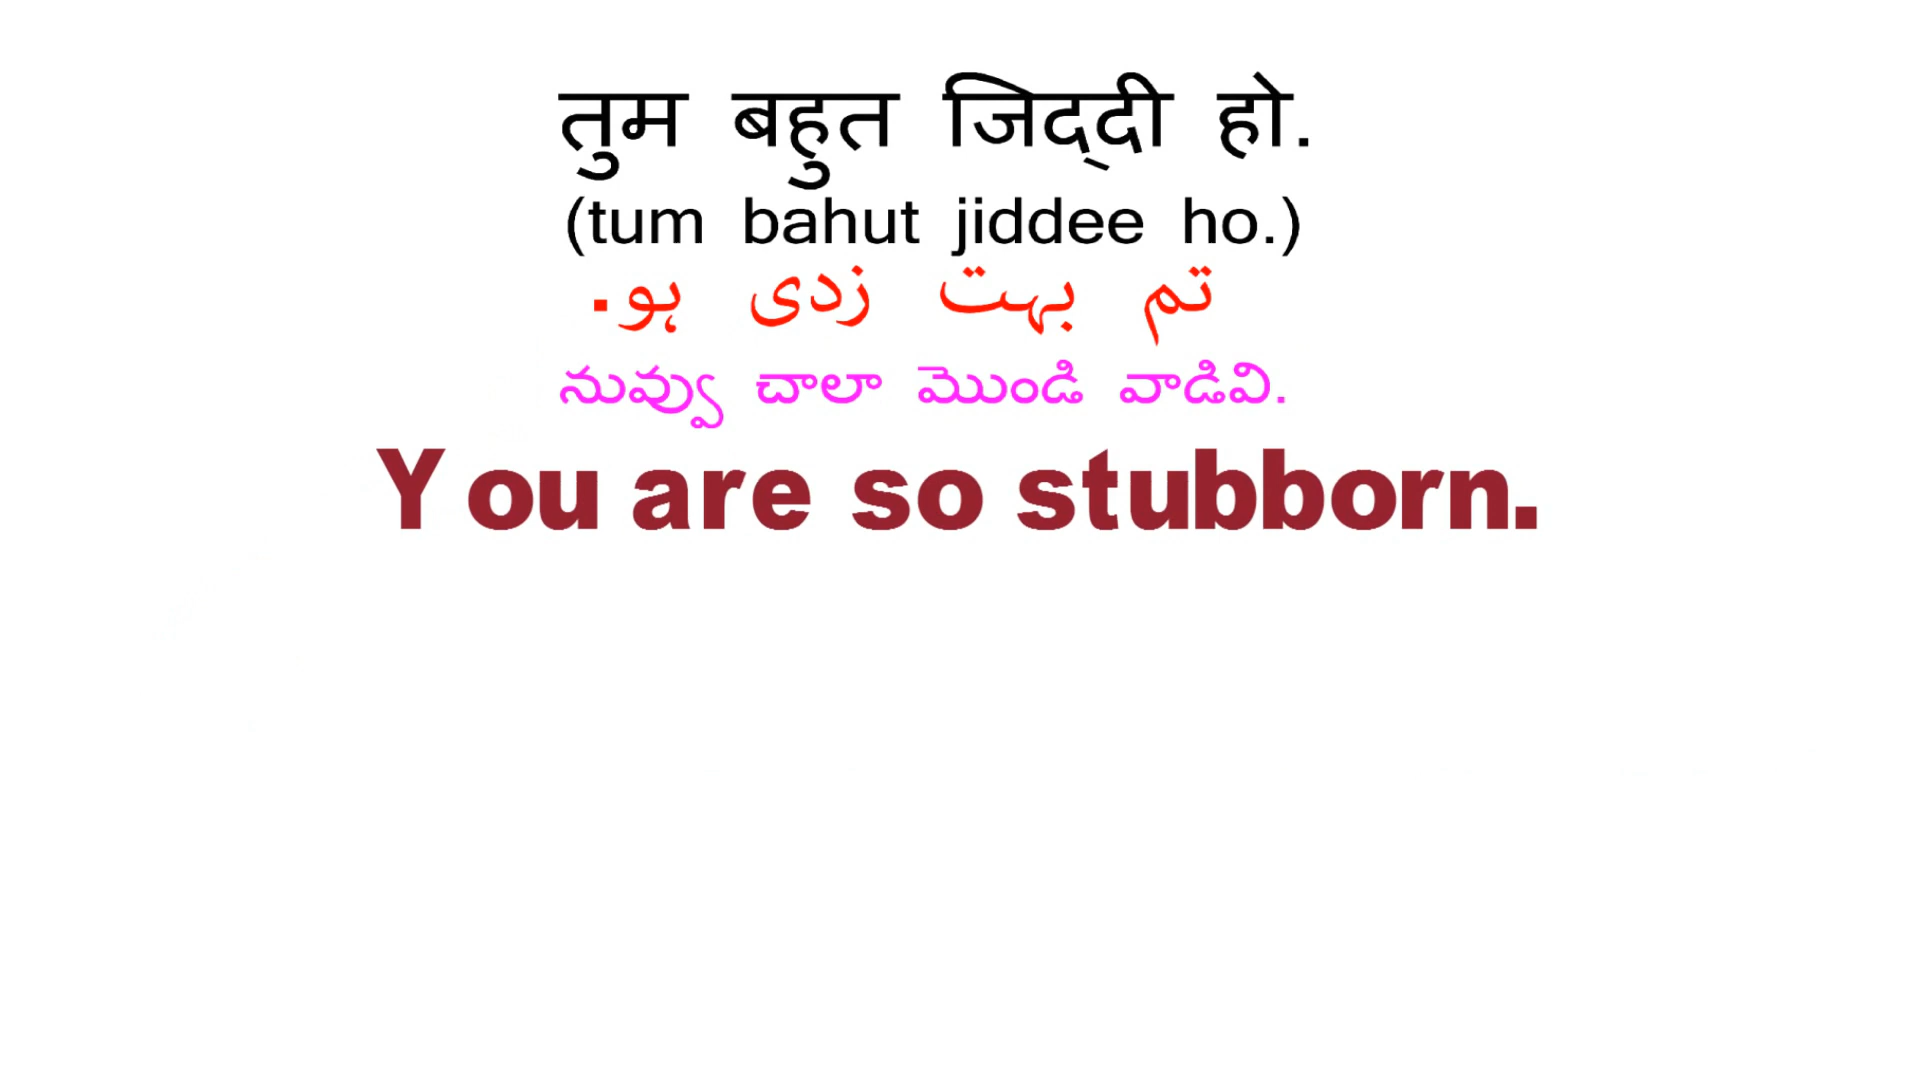 तुम बहुत जिद्‌दी हो.
(tum bahut jiddee ho.)
تم بہت زدی ہو.
నువ్వు చాలా మొండి వాడివి.
You are so stubborn.